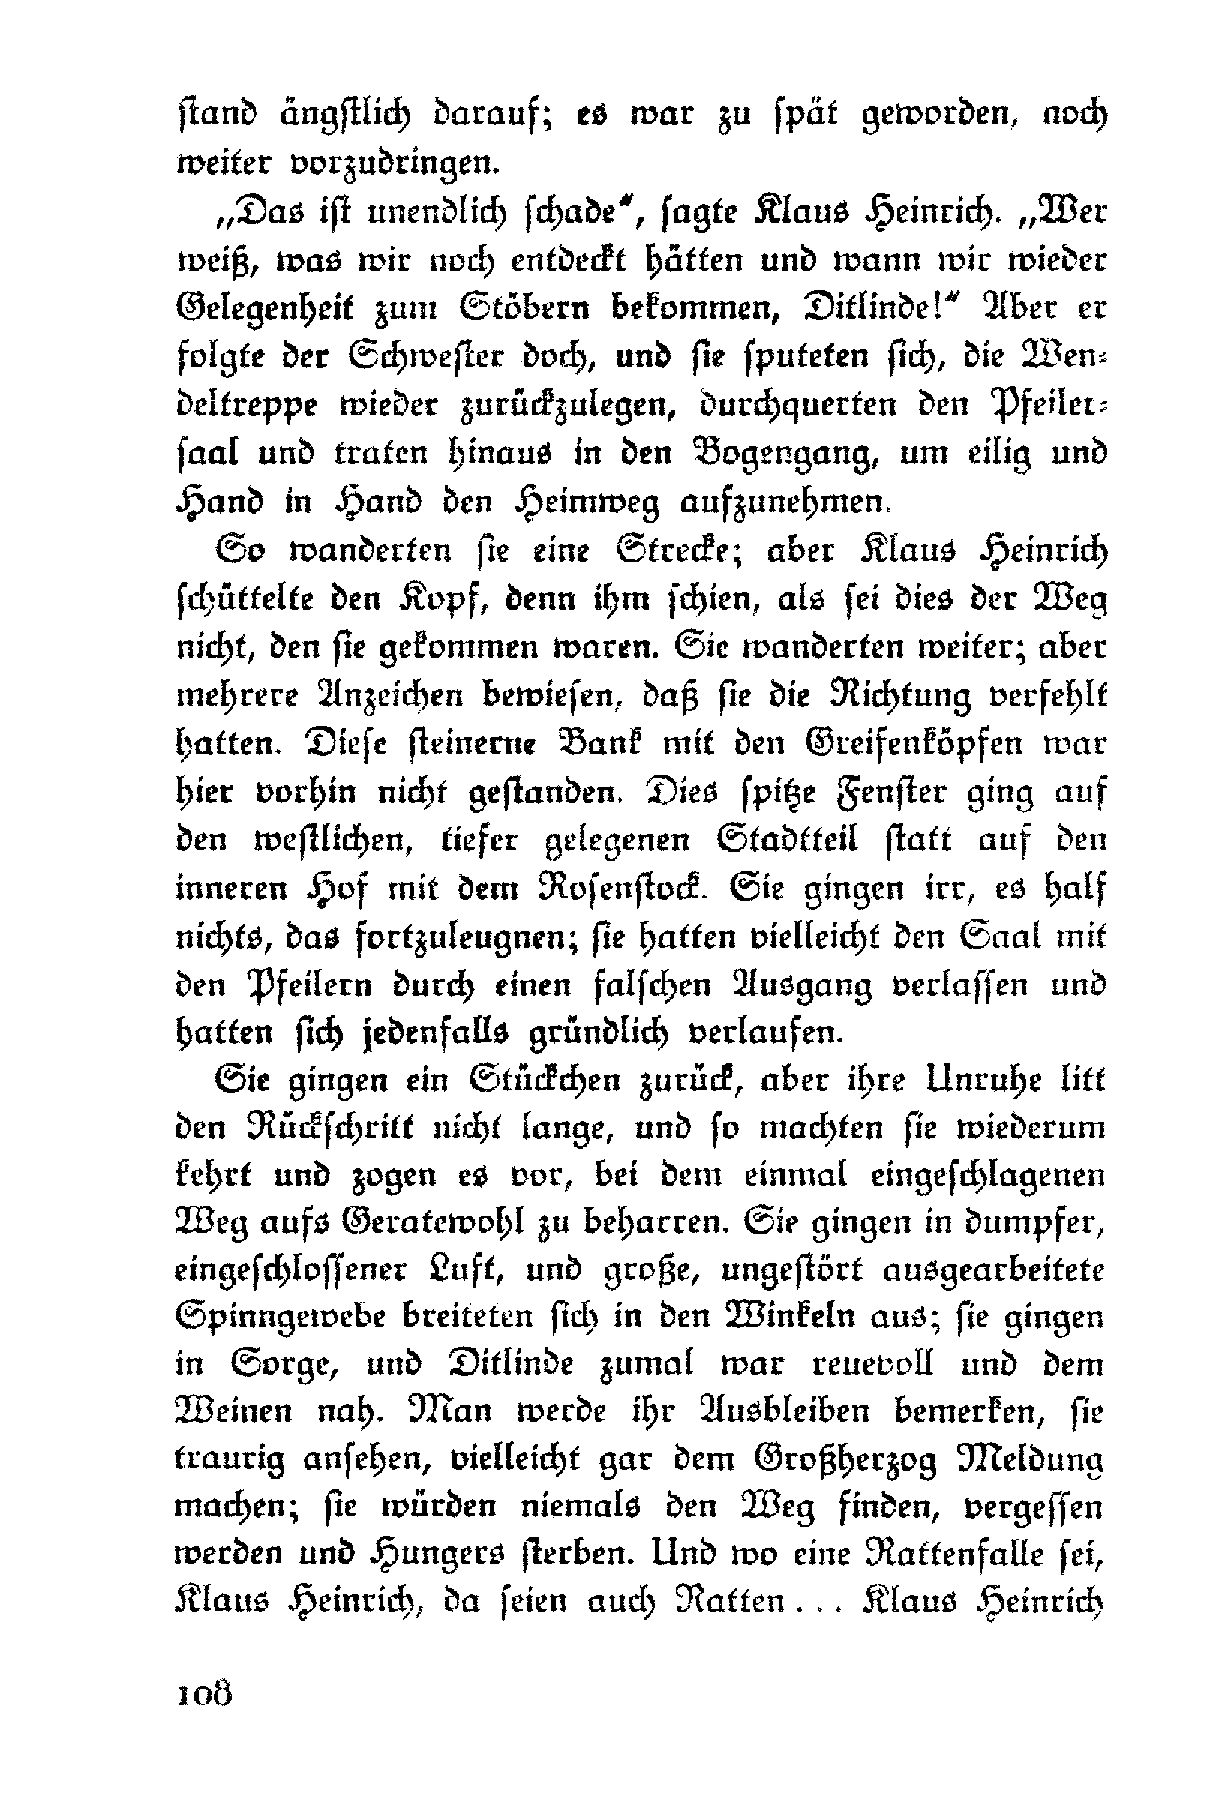 stand ängstlich darauf; es war zu spät geworden, noch
weiter vorzudringen.
„Das ist unendlich schade“, sagte Klaus Heinrich. „Wer
weiß, was wir noch entdeckt hätten und wann wir wieder
Gelegenheit zum Stöbern bekommen, Ditlinde!“ Aber er
folgte der Schwester doch, und sie sputeten sich, die Wen-
deltreppe wieder zurückzulegen, durchquerten den Pfeiler-
saal und traten hinaus in den Bogengang, um eilig und
Hand in Hand den Heimweg aufzunehmen.
So wanderten sie eine Strecke; aber Klaus Heinrich
schüttelte den Kopf, denn ihm schien, als sei dies der Weg
nicht, den sie gekommen waren. Sie wanderten weiter; aber
mehrere Anzeichen bewiesen, daß sie die Richtung verfehlt
hatten. Diese steinerne Bank mit den Greifenköpfen war
hier vorhin nicht gestanden. Dies spitze Fenster ging auf
den westlichen, tiefer gelegenen Stadtteil statt auf den
inneren Hof mit dem Rosenstock. Sie gingen irr, es half
nichts, das fortzuleugnen; sie hatten vielleicht den Saal mit
den Pfeilern durch einen falschen Ausgang verlassen und
hatten sich jedenfalls gründlich verlaufen.
Sie gingen ein Stückchen zurück, aber ihre Unruhe litt
den Rückschritt nicht lange, und so machten sie wiederum
kehrt und zogen es vor, bei dem einmal eingeschlagenen
Weg aufs Geratewohl zu beharren. Sie gingen in dumpfer,
eingeschlossener Luft, und große, ungestört ausgearbeitete
Spinngewebe breiteten sich in den Winkeln aus; sie gingen
in Sorge, und Ditlinde zumal war reuevoll und dem
Weinen nah. Man werde ihr Ausbleiben bemerken, sie
traurig ansehen, vielleicht gar dem Großherzog Meldung
machen; sie würden niemals den Weg finden, vergessen
werden und Hungers sterben. Und wo eine Rattenfalle sei,
Klaus Heinrich, da seien auch Ratten . . . Klaus Heinrich
108